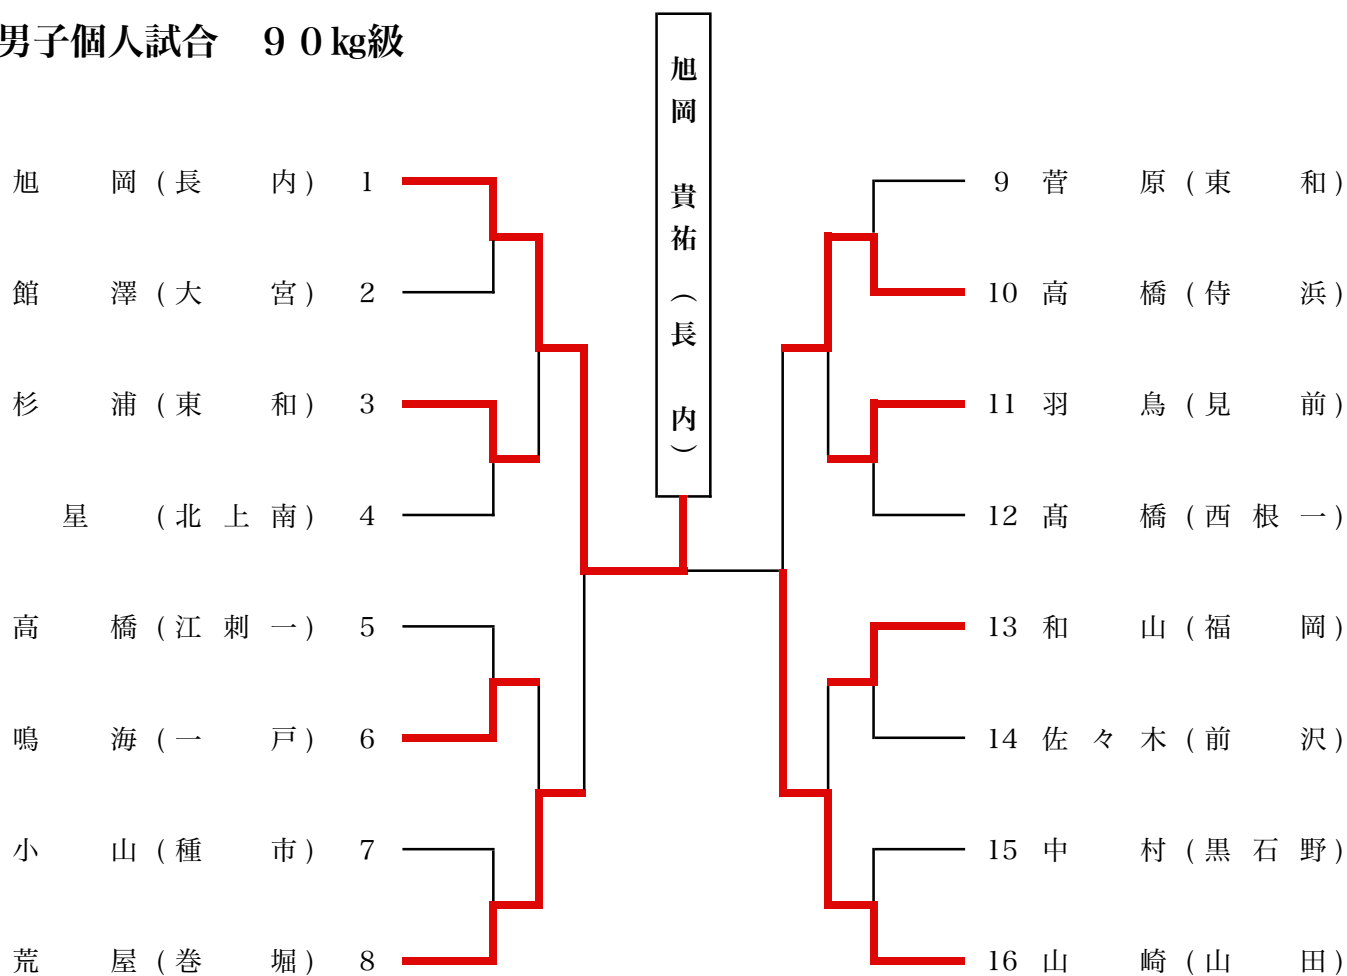 男子個人試合　９０kg級
旭岡　貴祐（長　内）
旭岡(長内) 1
館澤(大宮) 2
杉浦(東和) 3
星(北上南) 4
高橋(江刺一) 5
鳴海(一戸) 6
小山(種市) 7
荒屋(巻堀) 8
9 菅原(東和)
10 高橋(侍浜)
11 羽鳥(見前)
12 髙橋(西根一)
13 和山(福岡)
14 佐々木(前沢)
15 中村(黒石野)
16 山崎(山田)